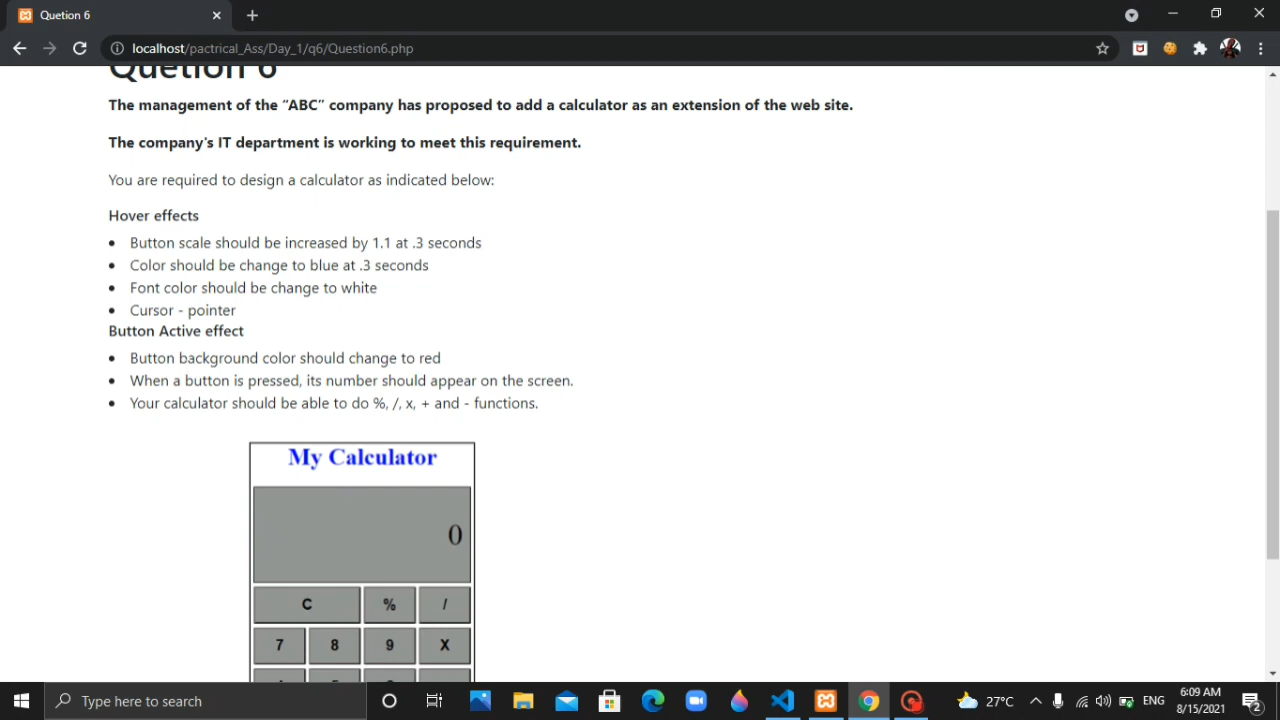 Quetion 6
localhost/pactrical_Ass/Day_1/q6/Question6.php
Quetion 6
The management of the “ABC” company has proposed to add a calculator as an extension of the web site.
The company's IT department is working to meet this requirement.
You are required to design a calculator as indicated below:
Hover effects
Button scale should be increased by 1.1 at .3 seconds
Color should be change to blue at .3 seconds
Font color should be change to white
Cursor - pointer
Button Active effect
Button background color should change to red
When a button is pressed, its number should appear on the screen.
Your calculator should be able to do %, /, x, + and - functions.
My Calculator
0
C % /
7 8 9 X
Type here to search
27°C
ENG
6:09 AM
8/15/2021
2